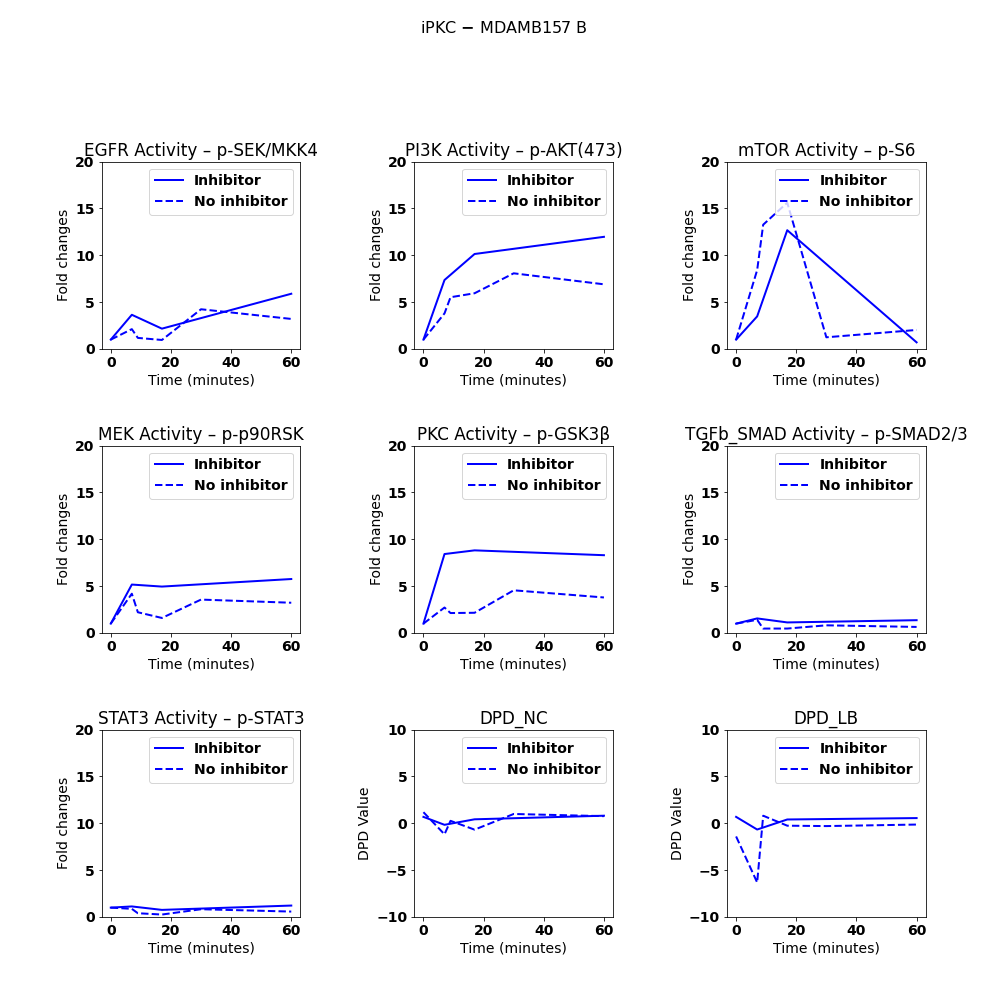 iPKC − MDAMB157 B
EGFR Activity – p-SEK/MKK4
PI3K Activity – p-AKT(473)
mTOR Activity – p-S6
20
15
10
5
0
Fold changes
Inhibitor
No inhibitor
0 20 40 60
Time (minutes)
20
15
10
5
0
Fold changes
Inhibitor
No inhibitor
0 20 40 60
Time (minutes)
20
15
10
5
0
Fold changes
Inhibitor
No inhibitor
0 20 40 60
Time (minutes)
MEK Activity – p-p90RSK
PKC Activity – p-GSK3β
TGFb_SMAD Activity – p-SMAD2/3
20
15
10
5
0
Fold changes
Inhibitor
No inhibitor
0 20 40 60
Time (minutes)
20
15
10
5
0
Fold changes
Inhibitor
No inhibitor
0 20 40 60
Time (minutes)
20
15
10
5
0
Fold changes
Inhibitor
No inhibitor
0 20 40 60
Time (minutes)
STAT3 Activity – p-STAT3
DPD_NC
DPD_LB
20
15
10
5
0
Fold changes
Inhibitor
No inhibitor
0 20 40 60
Time (minutes)
10
5
0
−5
−10
DPD Value
Inhibitor
No inhibitor
0 20 40 60
Time (minutes)
10
5
0
−5
−10
DPD Value
Inhibitor
No inhibitor
0 20 40 60
Time (minutes)